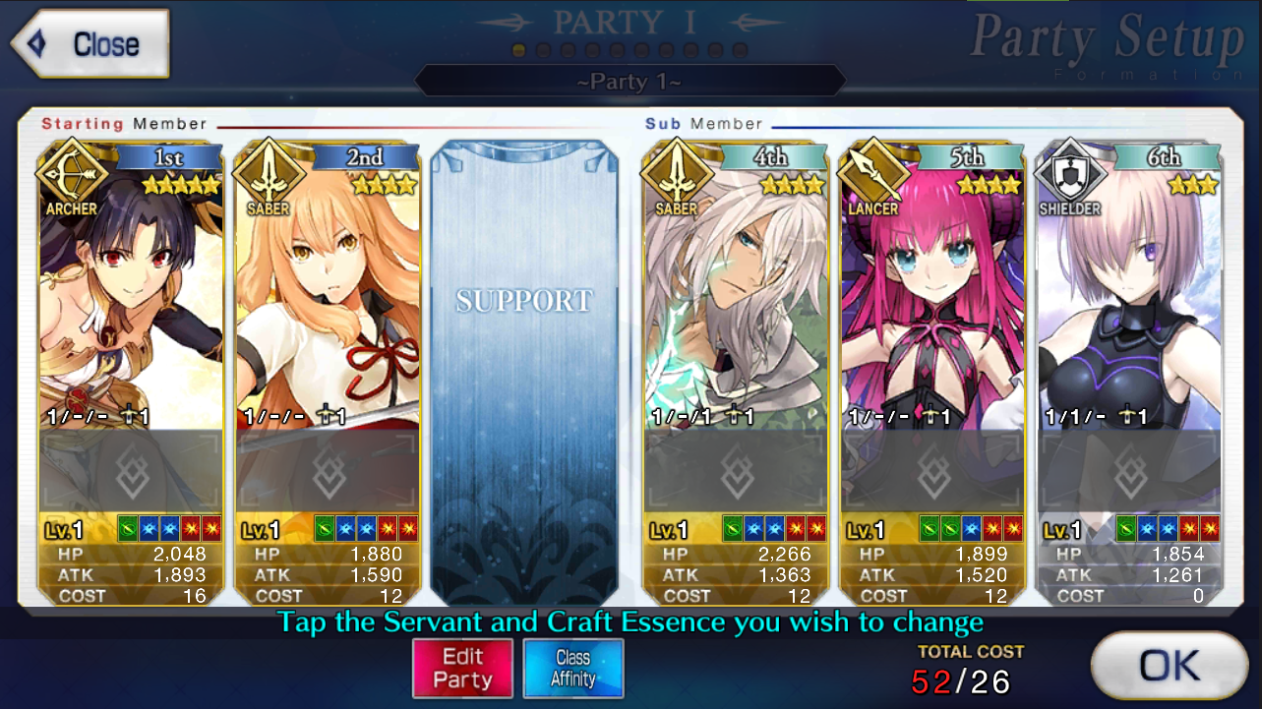 Close
PARTY I
~Party 1~
Party Setup
Formation
Starting Member
Sub Member
1st
ARCHER
1/-/- 1
Lv.1
HP 2,048
ATK 1,893
COST 16
2nd
SABER
1/-/- 1
Lv.1
HP 1,880
ATK 1,590
COST 12
SUPPORT
4th
SABER
1/-/1 1
Lv.1
HP 2,266
ATK 1,363
COST 12
5th
LANCER
1/-/- 1
Lv.1
HP 1,899
ATK 1,520
COST 12
6th
SHIELDER
1/1/- 1
Lv.1
HP 1,854
ATK 1,261
COST 0
Tap the Servant and Craft Essence you wish to change
Edit
Party
Class
Affinity
TOTAL COST
52/26
OK